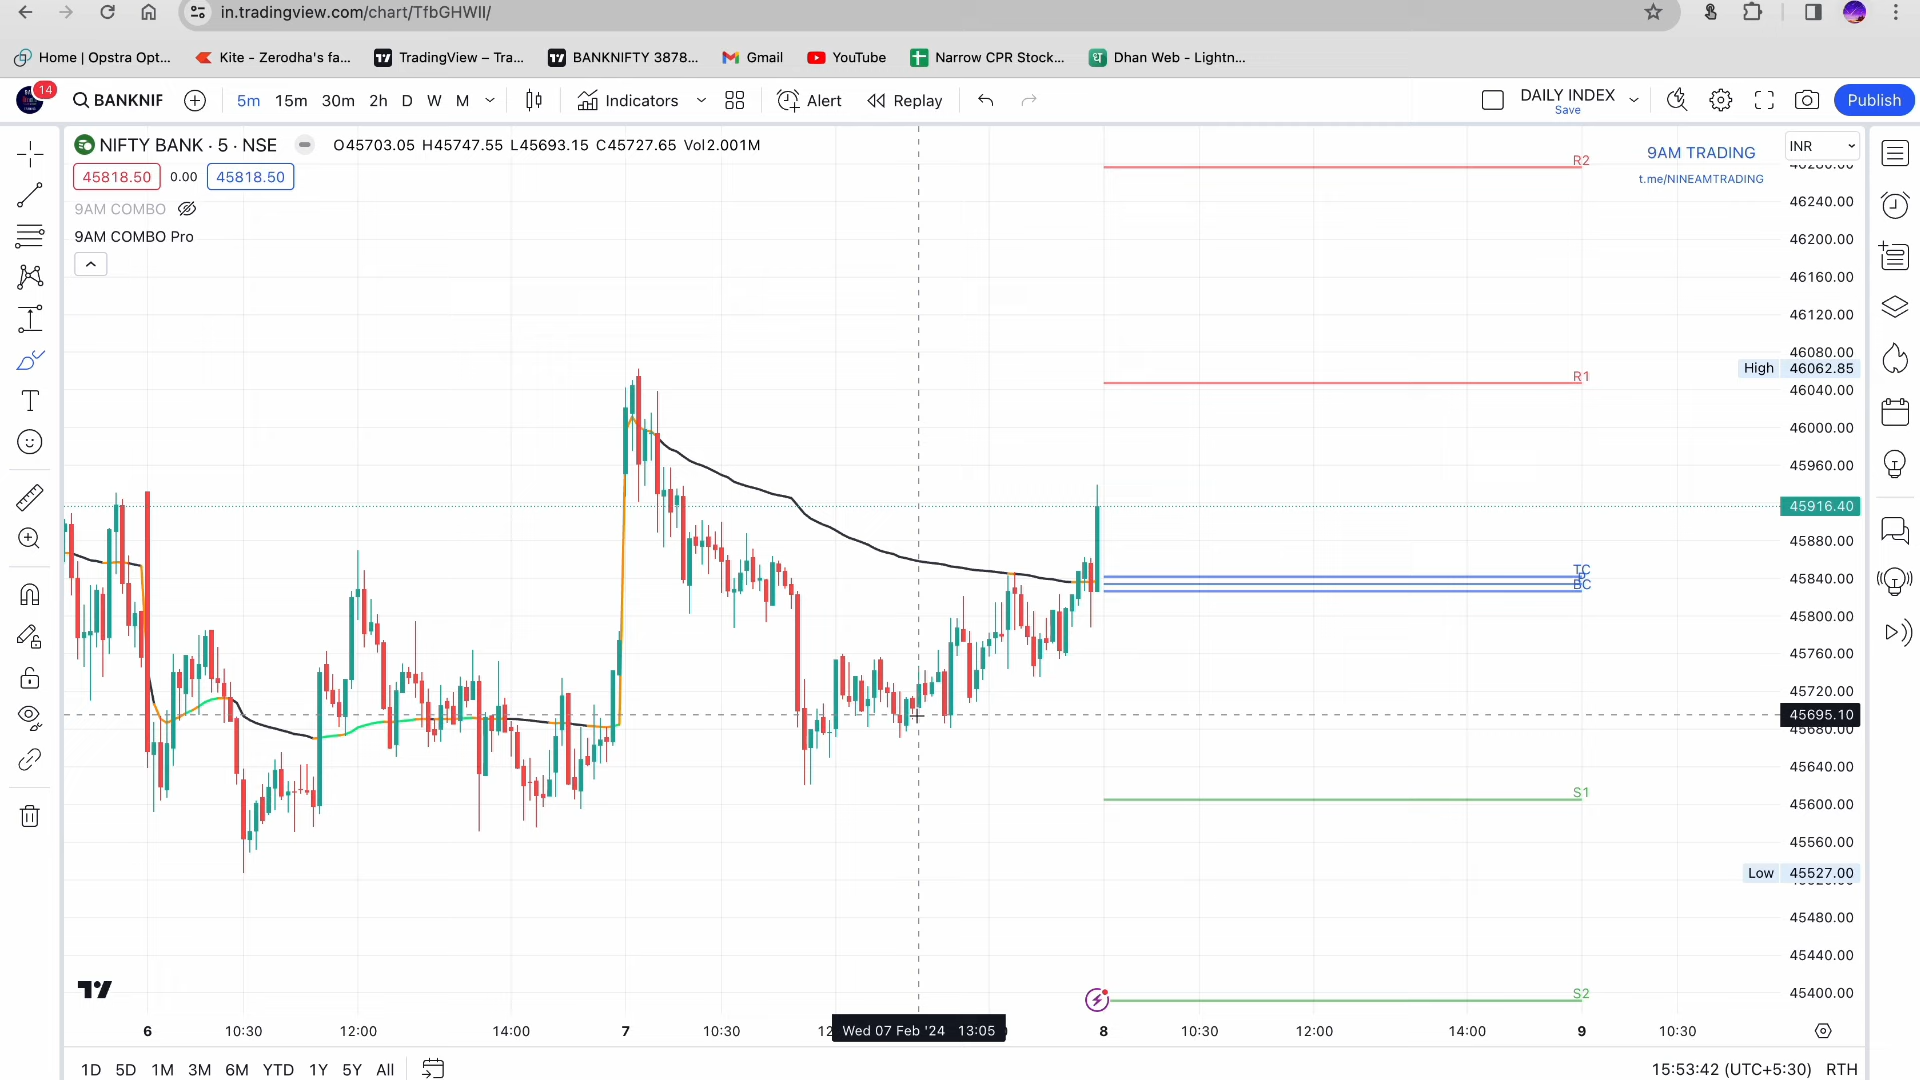 in.tradingview.com/chart/TfbGHWII/
Home | Opstra Opt...
Kite - Zerodha's fa...
TradingView – Tra...
BANKNIFTY 3878...
Gmail
YouTube
Narrow CPR Stock...
Dhan Web - Lightn...
14
BANKNIF
5m 15m 30m 2h D W M
Indicators
Alert
Replay
DAILY INDEX
Save
Publish
NIFTY BANK · 5 · NSE
O45703.05 H45747.55 L45693.15 C45727.65 Vol2.001M
45818.50 0.00 45818.50
9AM COMBO
9AM COMBO Pro
9AM TRADING
t.me/NINEAMTRADING
INR
R2
46240.00
46200.00
46160.00
46120.00
46080.00
High 46062.85
R1
46040.00
46000.00
45960.00
45916.40
45880.00
TC
P
BC
45840.00
45800.00
45760.00
45720.00
45695.10
45680.00
45640.00
S1
45600.00
45560.00
Low 45527.00
45480.00
45440.00
S2
45400.00
6 10:30 12:00 14:00 7 10:30 Wed 07 Feb '24 13:05 8 10:30 12:00 14:00 9 10:30
1D 5D 1M 3M 6M YTD 1Y 5Y All
15:53:42 (UTC+5:30) RTH